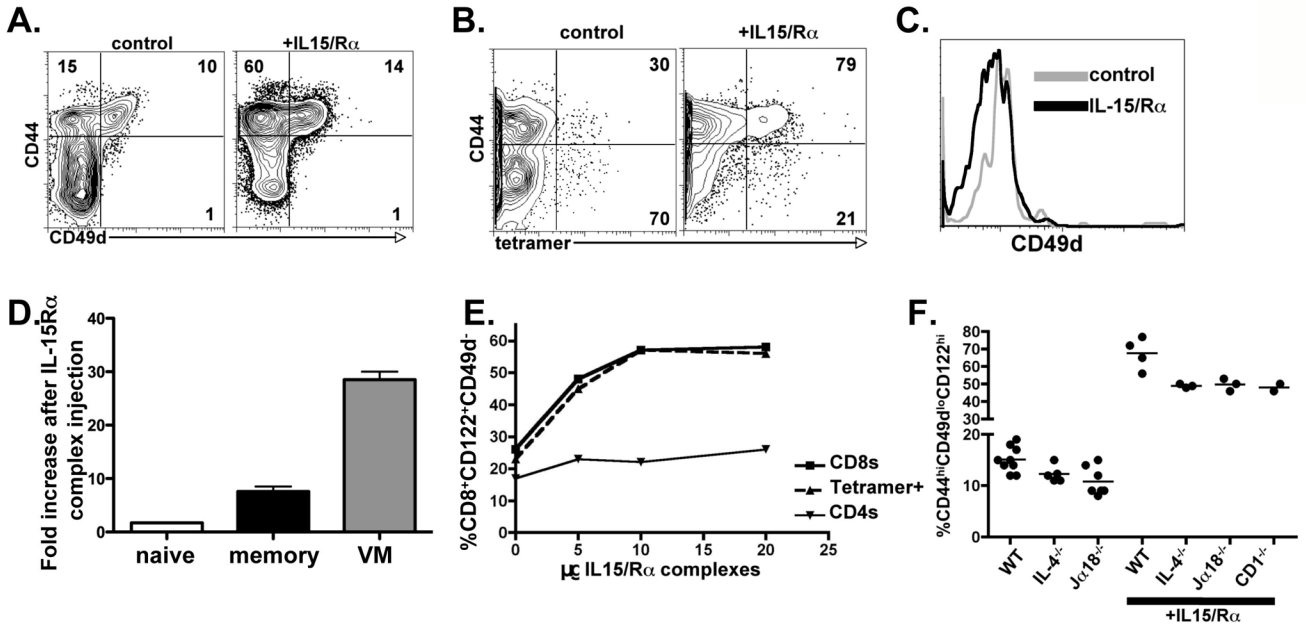 A.
control
+IL15/Rα
15
10
60
14
1
1
CD44
CD49d
B.
control
+IL15/Rα
30
79
70
21
CD44
tetramer
C.
control
IL-15/Rα
CD49d
D.
Fold increase after IL-15Rα
complex injection
40
30
20
10
0
naive
memory
VM
E.
%CD8⁺CD122⁺CD49d⁻
60
50
40
30
20
10
0
0
5
10
15
20
25
CD8s
Tetramer+
CD4s
µg IL15/Rα complexes
F.
%CD44ʰⁱCD49dˡᵒCD122ʰⁱ
80
70
60
50
40
30
20
10
0
WT
IL-4⁻/⁻
Jα18⁻/⁻
WT
IL-4⁻/⁻
Jα18⁻/⁻
CD1⁻/⁻
+IL15/Rα